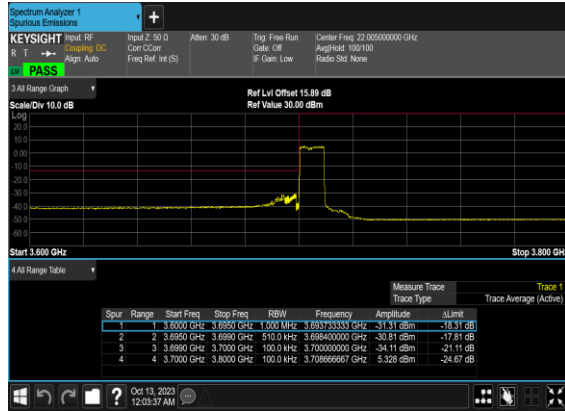 Spectrum Analyzer 1
Spurious Emissions
+
KEYSIGHT Input: RF Input Z: 50 Ω Atten: 30 dB Trig: Free Run Center Freq: 22.005000000 GHz
R T Coupling: DC Corr CCorr Gate: Off Avg|Hold: 100/100
Align: Auto Freq Ref: Int (S) IF Gain: Low Radio Std: None
PASS
3 All Range Graph
Ref Lvl Offset 15.89 dB
Scale/Div 10.0 dB Ref Value 30.00 dBm
Log
20.0
10.0
0.00
-10.0
-20.0
-30.0
-40.0
-50.0
-60.0
Start 3.600 GHz Stop 3.800 GHz
4 All Range Table
Measure Trace Trace 1
Trace Type Trace Average (Active)
Spur Range Start Freq Stop Freq RBW Frequency Amplitude ΔLimit
1 1 3.6000 GHz 3.6950 GHz 1.000 MHz 3.693733333 GHz -31.31 dBm -18.31 dB
2 2 3.6950 GHz 3.6990 GHz 510.0 kHz 3.698400000 GHz -30.81 dBm -17.81 dB
3 3 3.6990 GHz 3.7000 GHz 100.0 kHz 3.700000000 GHz -34.11 dBm -21.11 dB
4 4 3.7000 GHz 3.8000 GHz 100.0 kHz 3.708666667 GHz 5.328 dBm -24.67 dB
? Oct 13, 2023
12:03:37 AM